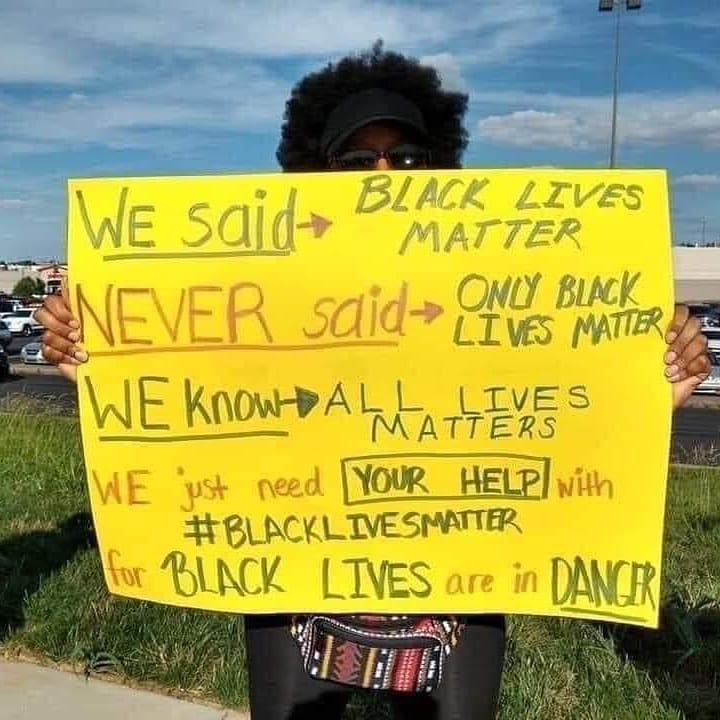 WE said→ BLACK LIVES
MATTER
NEVER said→ ONLY BLACK
LIVES MATTER
WE know→ ALL LIVES
MATTERS
WE just need YOUR HELP with
#BLACKLIVESMATTER
for BLACK LIVES are in DANGER